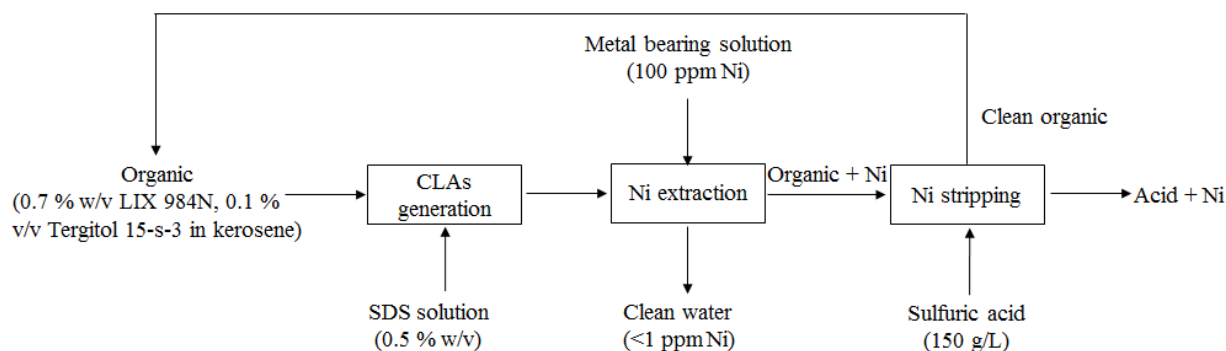 Metal bearing solution
(100 ppm Ni)
Clean organic
Organic
(0.7 % w/v LIX 984N, 0.1 %
v/v Tergitol 15-s-3 in kerosene)
CLAs
generation
Ni extraction
Organic + Ni
Ni stripping
Acid + Ni
SDS solution
(0.5 % w/v)
Clean water
(<1 ppm Ni)
Sulfuric acid
(150 g/L)